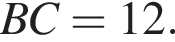 BC = 12.